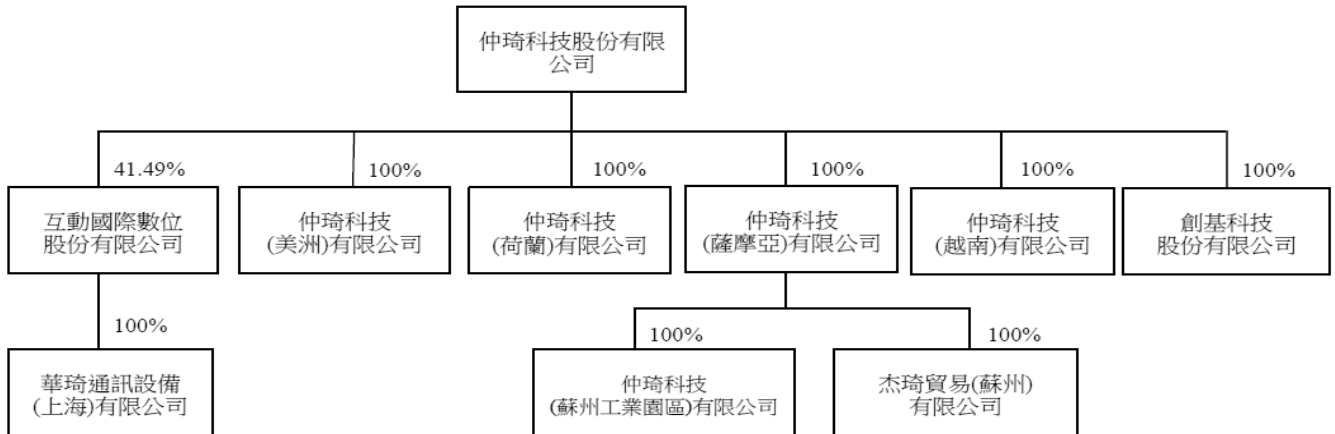 仲琦科技股份有限
公司
41.49%
100%
100%
100%
100%
100%
互動國際數位
股份有限公司
仲琦科技
(美洲)有限公司
仲琦科技
(荷蘭)有限公司
仲琦科技
(薩摩亞)有限公司
仲琦科技
(越南)有限公司
創基科技
股份有限公司
100%
100%
100%
華琦通訊設備
(上海)有限公司
仲琦科技
(蘇州工業園區)有限公司
杰琦貿易(蘇州)
有限公司